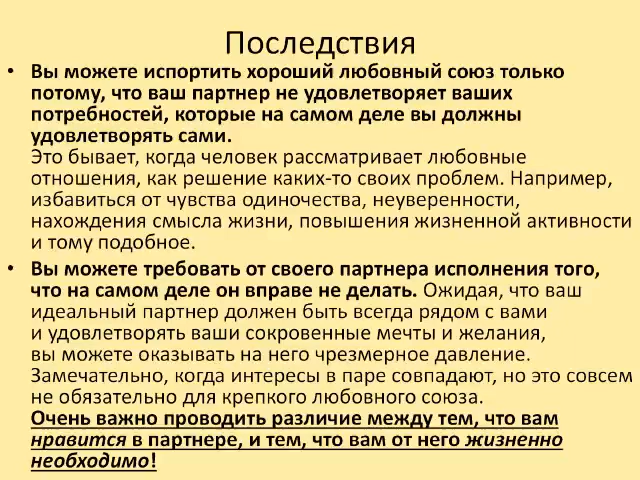 Последствия
• Вы можете испортить хороший любовный союз только
потому, что ваш партнер не удовлетворяет ваших
потребностей, которые на самом деле вы должны
удовлетворять сами.
Это бывает, когда человек рассматривает любовные
отношения, как решение каких-то своих проблем. Например,
избавиться от чувства одиночества, неуверенности,
нахождения смысла жизни, повышения жизненной активности
и тому подобное.
• Вы можете требовать от своего партнера исполнения того,
что на самом деле он вправе не делать. Ожидая, что ваш
идеальный партнер должен быть всегда рядом с вами
и удовлетворять ваши сокровенные мечты и желания,
вы можете оказывать на него чрезмерное давление.
Замечательно, когда интересы в паре совпадают, но это совсем
не обязательно для крепкого любовного союза.
Очень важно проводить различие между тем, что вам
нравится в партнере, и тем, что вам от него жизненно
необходимо!